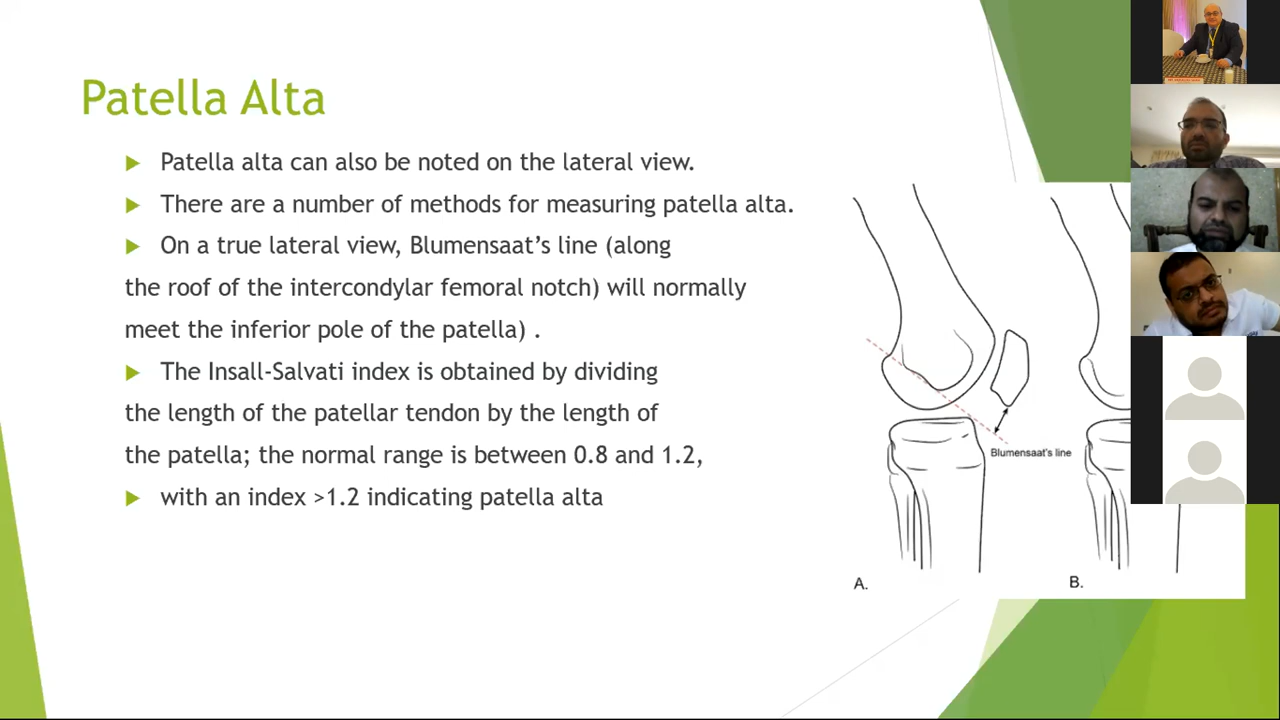 Patella Alta
Patella alta can also be noted on the lateral view.
There are a number of methods for measuring patella alta.
On a true lateral view, Blumensaat's line (along
the roof of the intercondylar femoral notch) will normally
meet the inferior pole of the patella) .
The Insall-Salvati index is obtained by dividing
the length of the patellar tendon by the length of
the patella; the normal range is between 0.8 and 1.2,
with an index >1.2 indicating patella alta
Blumensaat's line
A.
B.